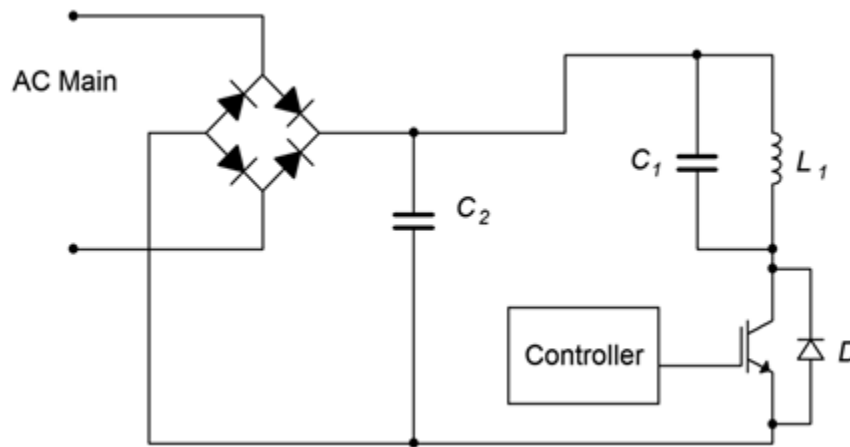 AC Main
C1
L1
C2
Controller
D